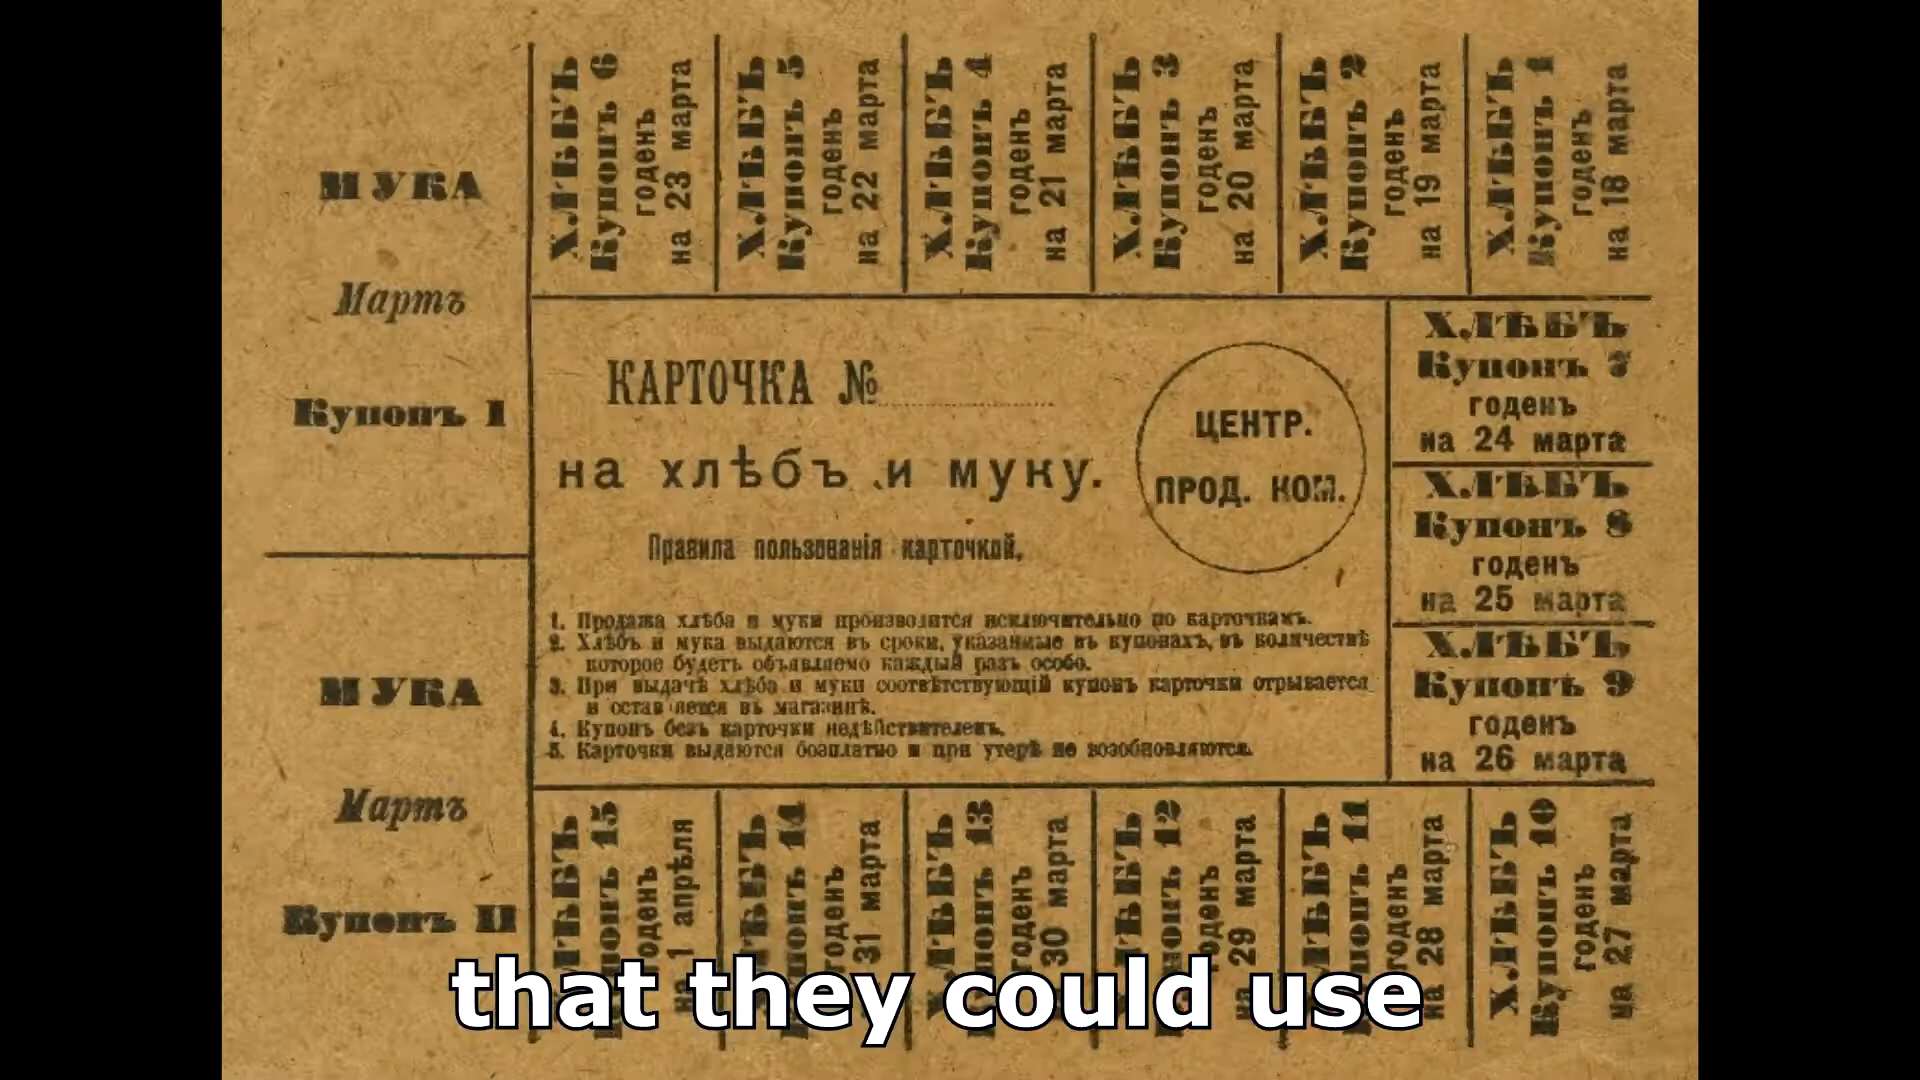 МУКА
Мартъ
Купонъ I
МУКА
Мартъ
Купонъ II
ХЛѢБЪ
Купонъ 6
годенъ
на 23 марта
ХЛѢБЪ
Купонъ 5
годенъ
на 22 марта
ХЛѢБЪ
Купонъ 4
годенъ
на 21 марта
ХЛѢБЪ
Купонъ 3
годенъ
на 20 марта
ХЛѢБЪ
Купонъ 2
годенъ
на 19 марта
ХЛѢБЪ
Купонъ 1
годенъ
на 18 марта
КАРТОЧКА №
на хлѣбъ и муку.
ЦЕНТР.
ПРОД. КОМ.
Правила пользованія карточкой.
1. Продажа хлѣба и муки производится исключительно по карточкамъ.
2. Хлѣбъ и мука выдаются въ сроки, указанные въ купонахъ, въ количествѣ
которое будетъ объявляемо каждый разъ особо.
3. При выдачѣ хлѣба и муки соотвѣтствующій купонъ карточки отрывается
и оставляется въ магазинѣ.
4. Купонъ безъ карточки недѣйствителенъ.
5. Карточки выдаются безплатно и при утерѣ не возобновляются.
ХЛѢБЪ
Купонъ 7
годенъ
на 24 марта
ХЛѢБЪ
Купонъ 8
годенъ
на 25 марта
ХЛѢБЪ
Купонъ 9
годенъ
на 26 марта
ХЛѢБЪ
Купонъ 15
годенъ
на 1 апрѣля
ХЛѢБЪ
Купонъ 14
годенъ
на 31 марта
ХЛѢБЪ
Купонъ 13
годенъ
на 30 марта
ХЛѢБЪ
Купонъ 12
годенъ
на 29 марта
ХЛѢБЪ
Купонъ 11
годенъ
на 28 марта
ХЛѢБЪ
Купонъ 10
годенъ
на 27 марта
that they could use